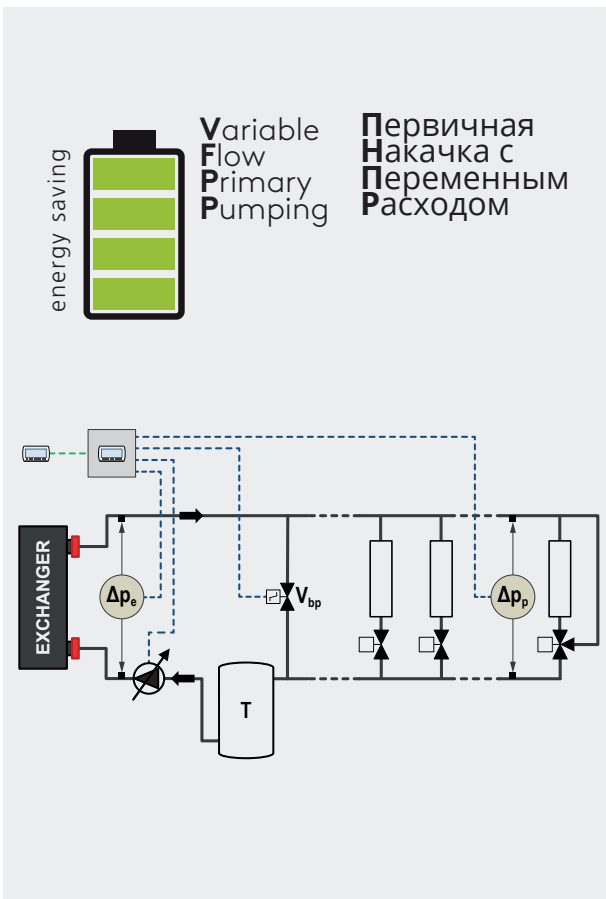 energy saving
Variable
Flow
Primary
Pumping
Первичная
Накачка с
Переменным
Расходом
EXCHANGER
Δpe
Vbp
Δpp
T